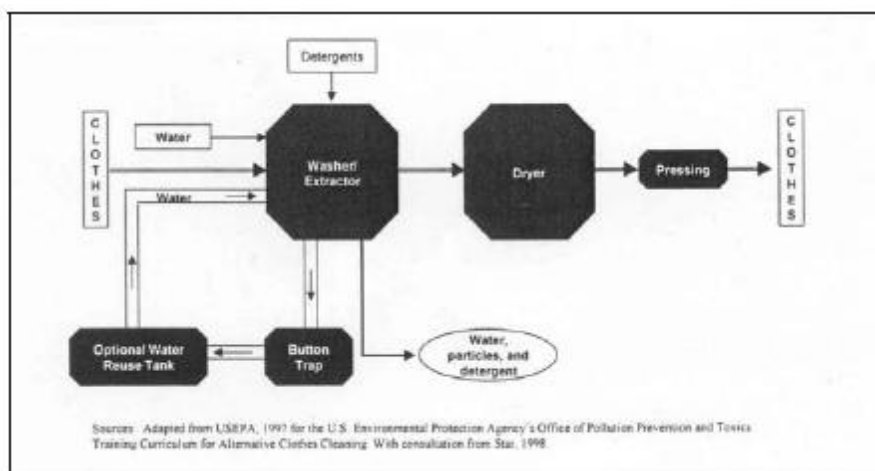 Detergents
CLOTHES
Water
Washer/
Extractor
Dryer
Pressing
CLOTHES
Water
Optional Water
Reuse Tank
Button
Trap
Water,
particles, and
detergent
Sources: Adapted from USEPA, 1997 for the U.S. Environmental Protection Agency's Office of Pollution Prevention and Toxics
Training Curriculum for Alternative Clothes Cleaning. With consultation from Star, 1998.